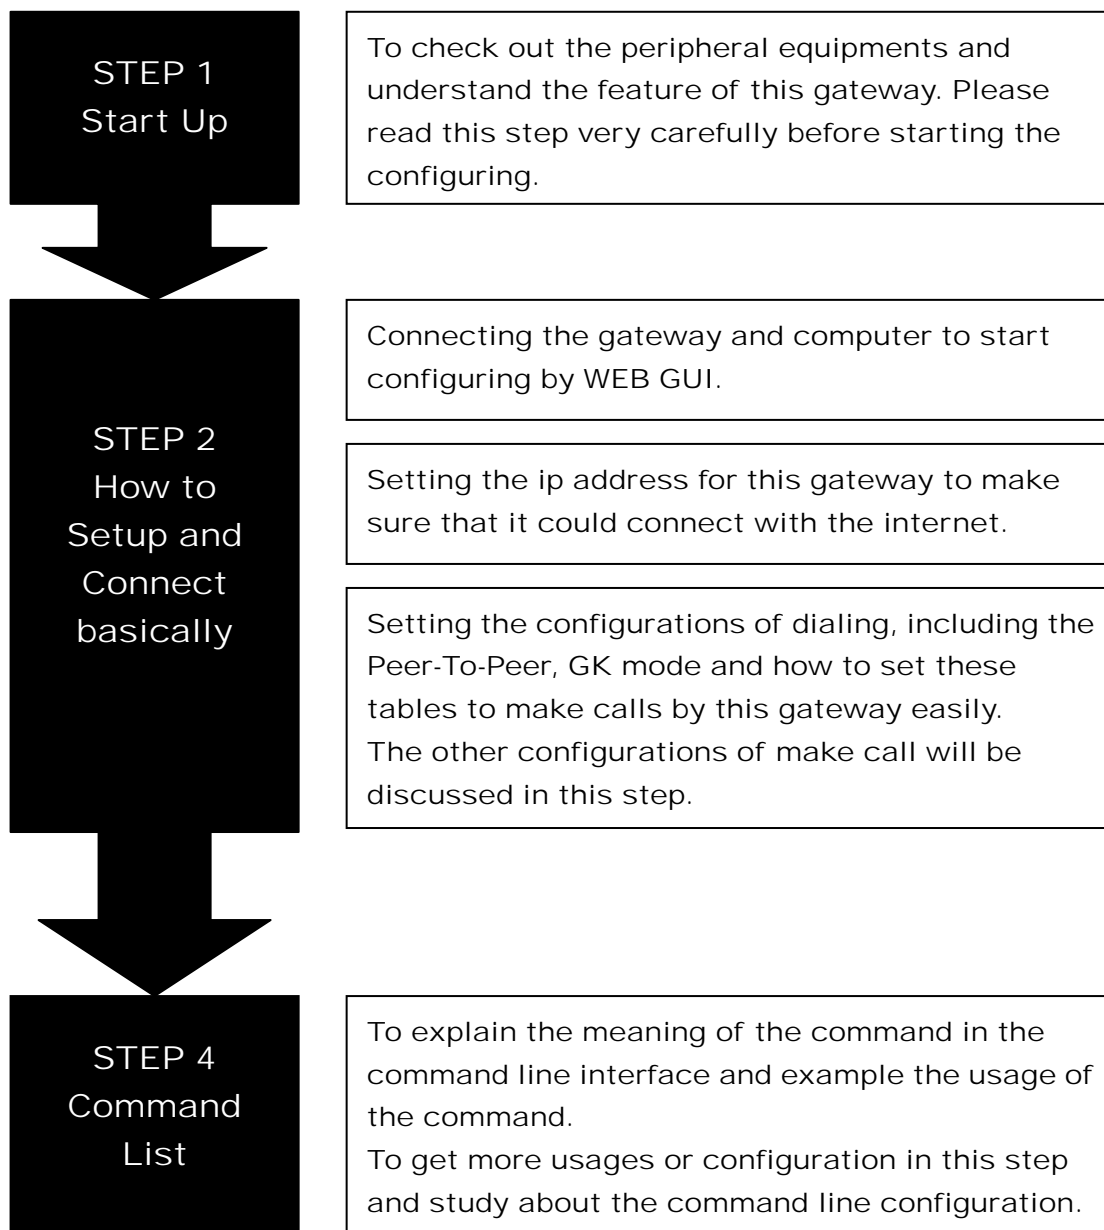 STEP 1
Start Up
To check out the peripheral equipments and
understand the feature of this gateway. Please
read this step very carefully before starting the
configuring.
STEP 2
How to
Setup and
Connect
basically
Connecting the gateway and computer to start
configuring by WEB GUI.
Setting the ip address for this gateway to make
sure that it could connect with the internet.
Setting the configurations of dialing, including the
Peer-To-Peer, GK mode and how to set these
tables to make calls by this gateway easily.
The other configurations of make call will be
discussed in this step.
STEP 4
Command
List
To explain the meaning of the command in the
command line interface and example the usage of
the command.
To get more usages or configuration in this step
and study about the command line configuration.